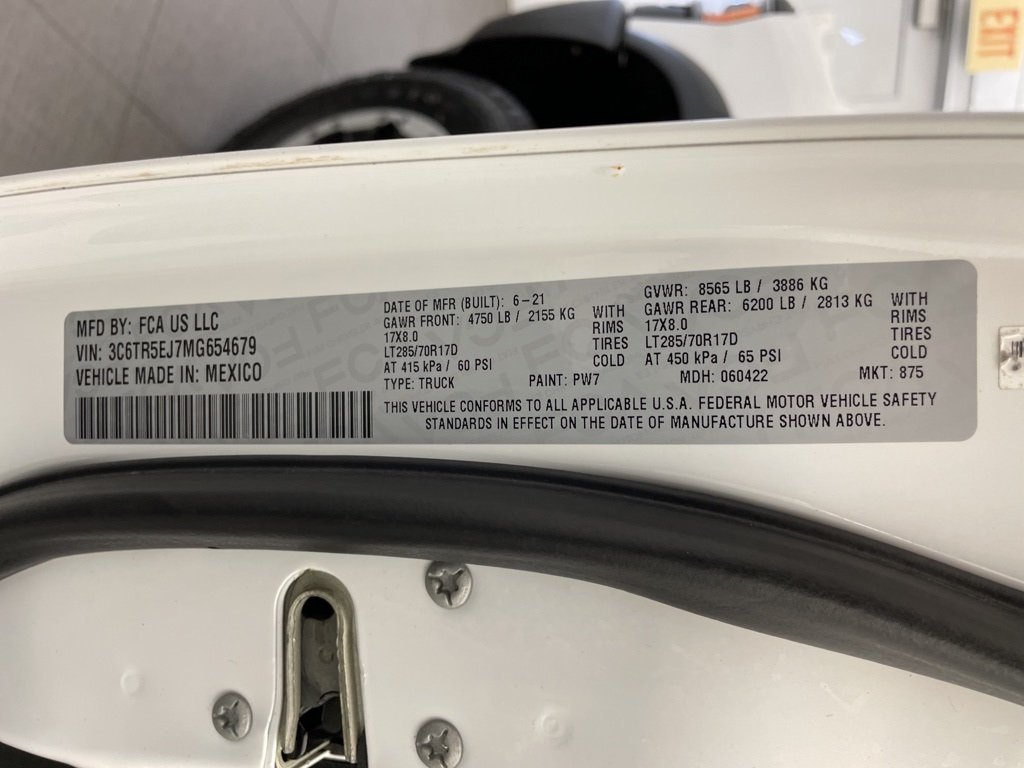 MFD BY: FCA US LLC
VIN: 3C6TR5EJ7MG654679
VEHICLE MADE IN: MEXICO
DATE OF MFR (BUILT): 6-21
GAWR FRONT: 4750 LB / 2155 KG WITH
17X8.0 RIMS
LT285/70R17D TIRES
AT 415 kPa / 60 PSI COLD
GVWR: 8565 LB / 3886 KG
GAWR REAR: 6200 LB / 2813 KG WITH
17X8.0 RIMS
LT285/70R17D TIRES
AT 450 kPa / 65 PSI COLD
TYPE: TRUCK PAINT: PW7 MDH: 060422 MKT: 875
THIS VEHICLE CONFORMS TO ALL APPLICABLE U.S.A. FEDERAL MOTOR VEHICLE SAFETY
STANDARDS IN EFFECT ON THE DATE OF MANUFACTURE SHOWN ABOVE.
EXIT